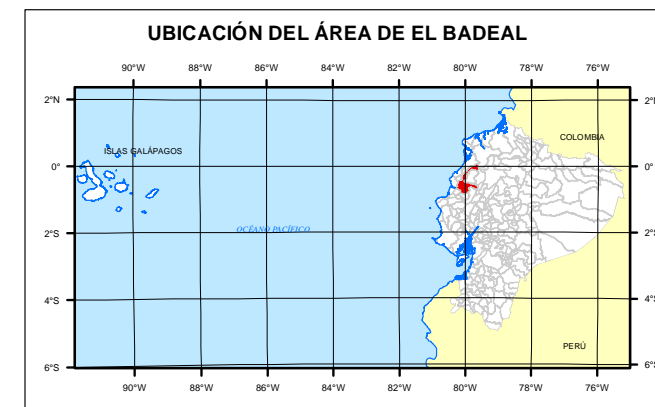 UBICACIÓN DEL ÁREA DE EL BADEAL
90°W 88°W 86°W 84°W 82°W 80°W 78°W 76°W
2°N 2°N
COLOMBIA
ISLAS GALÁPAGOS
0° 0°
OCÉANO PACÍFICO
2°S 2°S
4°S 4°S
PERÚ
6°S 6°S
90°W 88°W 86°W 84°W 82°W 80°W 78°W 76°W